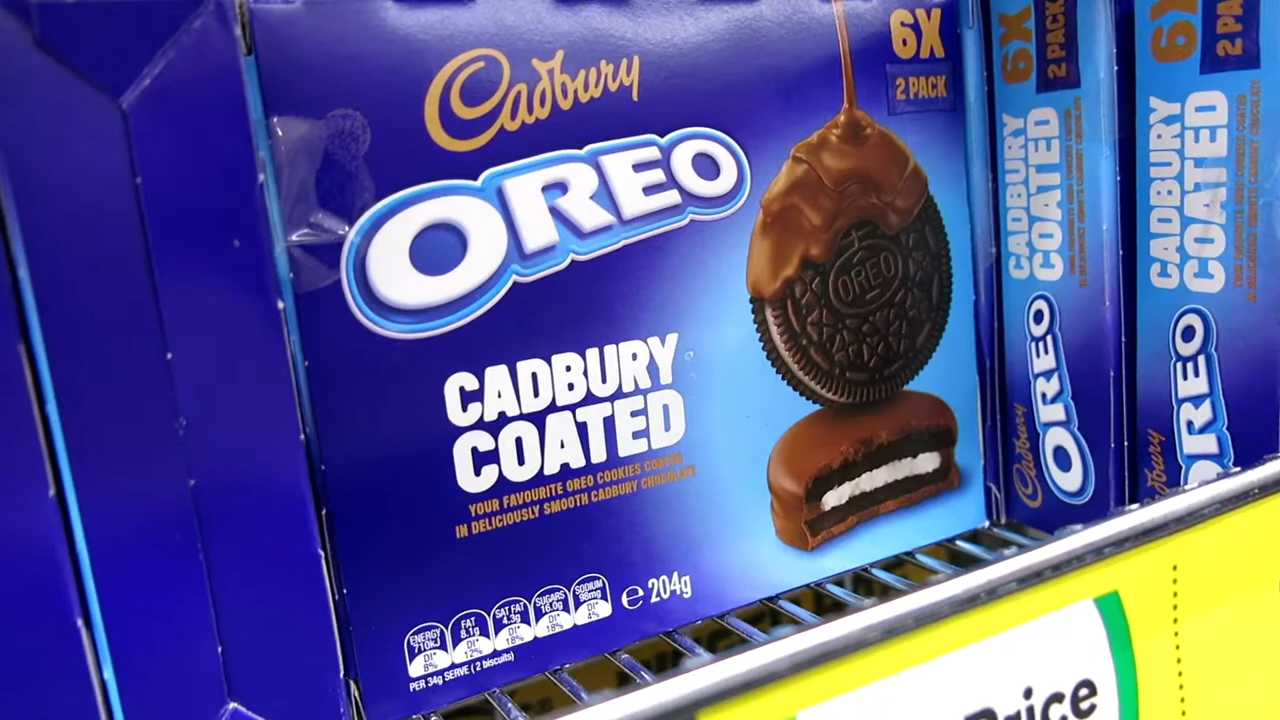 Cadbury
OREO
6X
2 PACK
CADBURY
COATED
YOUR FAVOURITE OREO COOKIES COATED
IN DELICIOUSLY SMOOTH CADBURY CHOCOLATE
OREO
ENERGY
710kJ
DI*
8%
FAT
8.1g
DI*
12%
SAT FAT
4.3g
DI*
18%
SUGARS
16.0g
DI*
18%
SODIUM
98mg
DI*
4%
PER 34g SERVE (2 biscuits)
e 204g
6X
2 PACK
CADBURY
COATED
Cadbury
OREO
6X
2 PA
CADBURY
COATED
dbury
OREO
Price